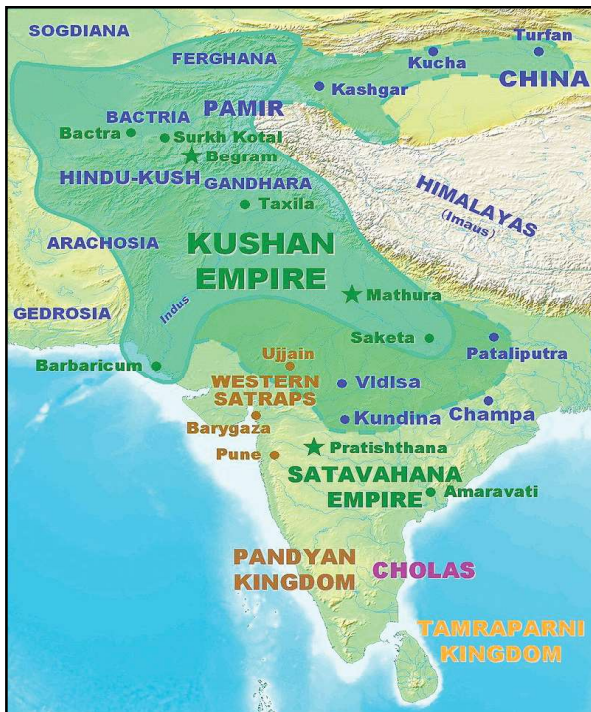 SOGDIANA
Turfan
Kucha
FERGHANA
CHINA
Kashgar
PAMIR
BACTRIA
Bactra
Surkh Kotal
Begram
HINDU-KUSH
GANDHARA
HIMALAYAS
(Imaus)
Taxila
ARACHOSIA
KUSHAN
EMPIRE
Mathura
GEDROSIA
Indus
Saketa
Pataliputra
Ujjain
Barbaricum
WESTERN
SATRAPS
Vidisa
Champa
Barygaza
Kundina
Pratishthana
Pune
SATAVAHANA
EMPIRE
Amaravati
PANDYAN
KINGDOM
CHOLAS
TAMRAPARNI
KINGDOM